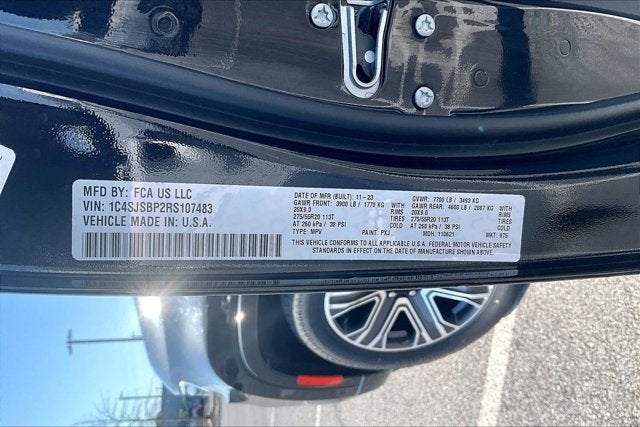 MFD BY: FCA US LLC
VIN: 1C4SJSBP2RS107483
VEHICLE MADE IN: U.S.A.
DATE OF MFR (BUILT): 11-23 GVWR: 7700 LB / 3493 KG
GAWR FRONT: 3900 LB / 1779 KG WITH GAWR REAR: 4600 LB / 2087 KG WITH
20X9.0 RIMS 20X9.0 RIMS
275/55R20 113T TIRES 275/55R20 113T TIRES
AT 260 kPa / 38 PSI COLD AT 260 kPa / 38 PSI COLD
TYPE: MPV PAINT: PXJ MDH: 110621 MKT: 875
THIS VEHICLE CONFORMS TO ALL APPLICABLE U.S.A. FEDERAL MOTOR VEHICLE SAFETY
STANDARDS IN EFFECT ON THE DATE OF MANUFACTURE SHOWN ABOVE.